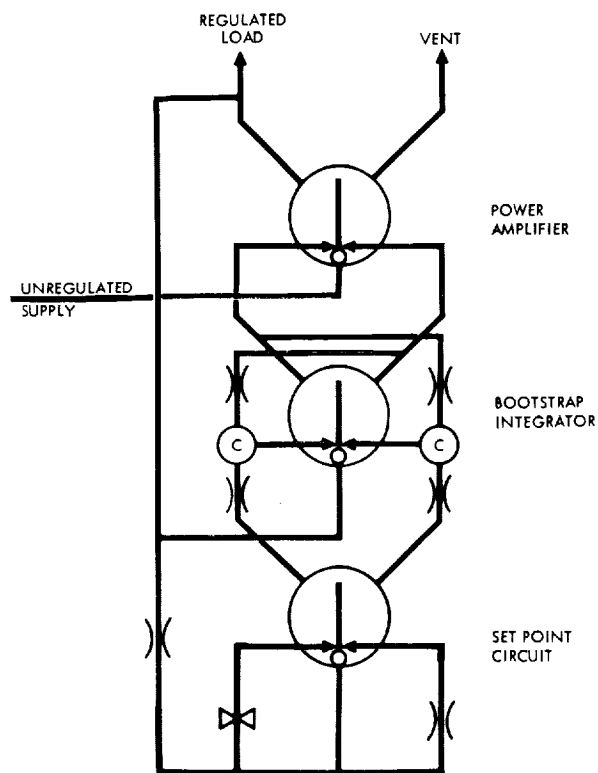 REGULATED
LOAD
VENT
POWER
AMPLIFIER
UNREGULATED
SUPPLY
BOOTSTRAP
INTEGRATOR
C
C
SET POINT
CIRCUIT